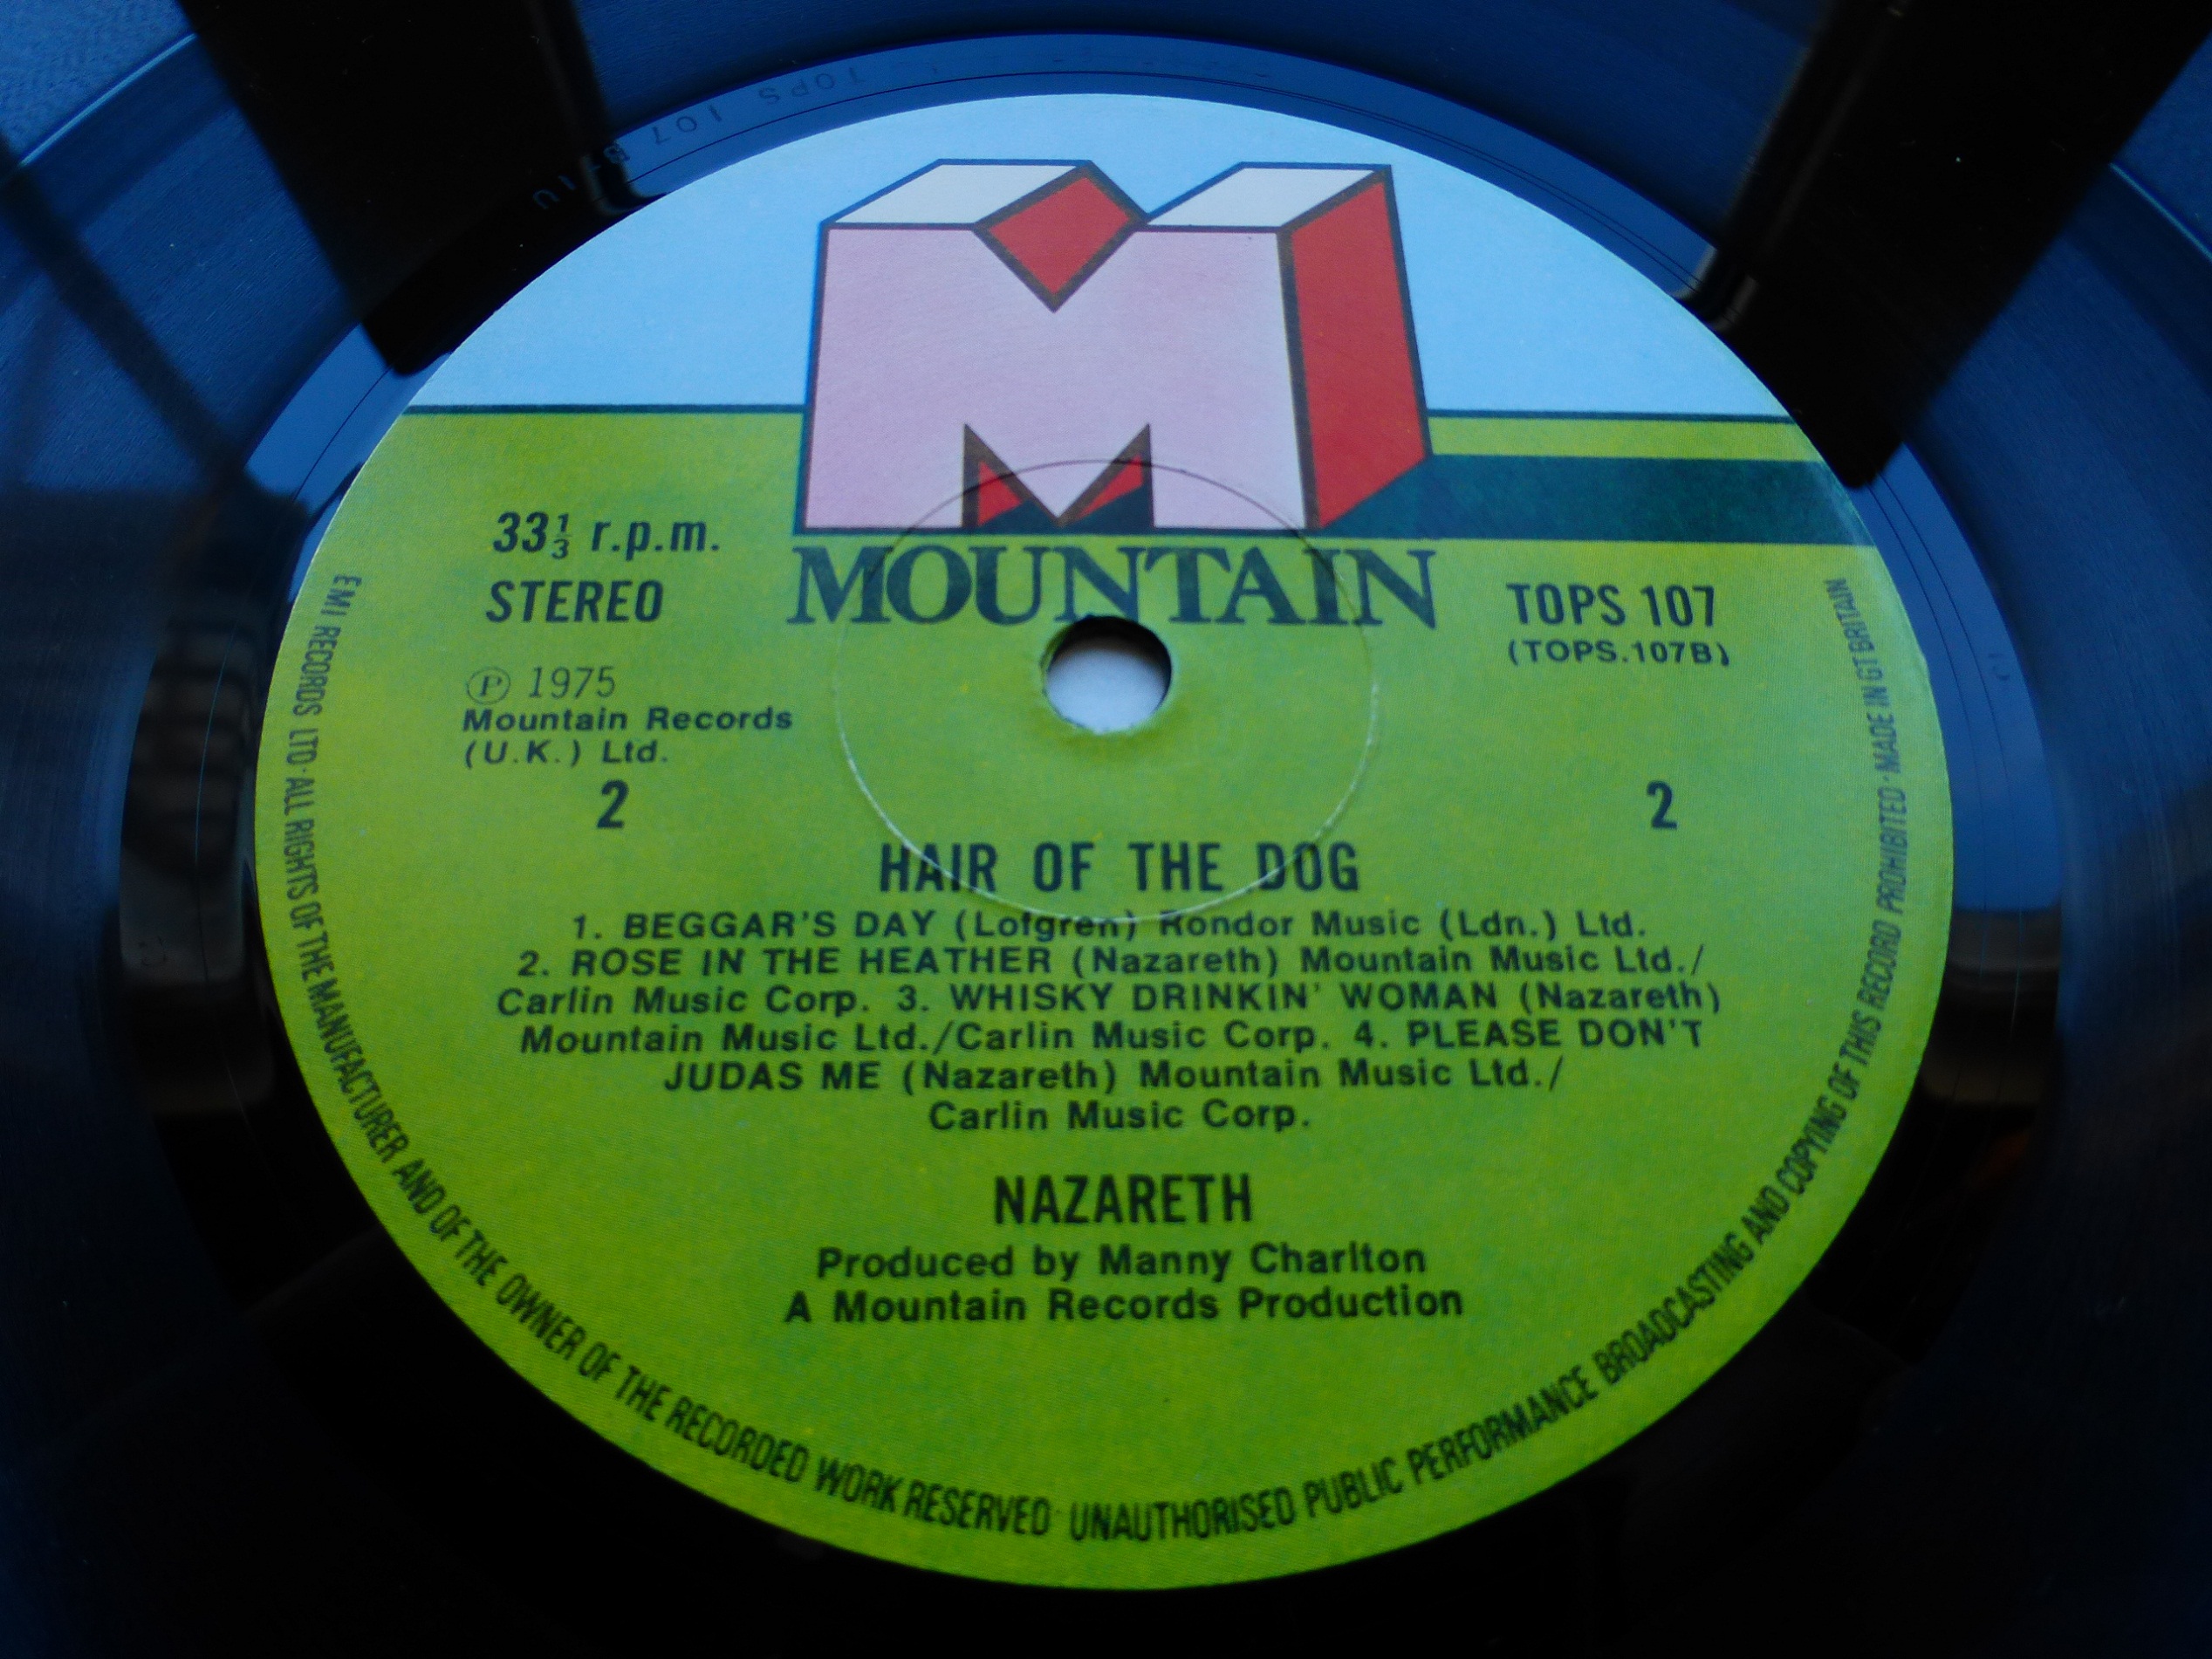 TOPS 107 B-1U
MOUNTAIN
33⅓ r.p.m.
STEREO
TOPS 107
(TOPS.107B)
Ⓟ 1975
Mountain Records
(U.K.) Ltd.
2
2
HAIR OF THE DOG
1. BEGGAR'S DAY (Lofgren) Rondor Music (Ldn.) Ltd.
2. ROSE IN THE HEATHER (Nazareth) Mountain Music Ltd./
Carlin Music Corp. 3. WHISKY DRINKIN' WOMAN (Nazareth)
Mountain Music Ltd./Carlin Music Corp. 4. PLEASE DON'T
JUDAS ME (Nazareth) Mountain Music Ltd./
Carlin Music Corp.
NAZARETH
Produced by Manny Charlton
A Mountain Records Production
EMI RECORDS LTD·ALL RIGHTS OF THE MANUFACTURER AND OF THE OWNER OF THE RECORDED WORK RESERVED· UNAUTHORISED PUBLIC PERFORMANCE BROADCASTING AND COPYING OF THIS RECORD PROHIBITED·MADE IN GT BRITAIN